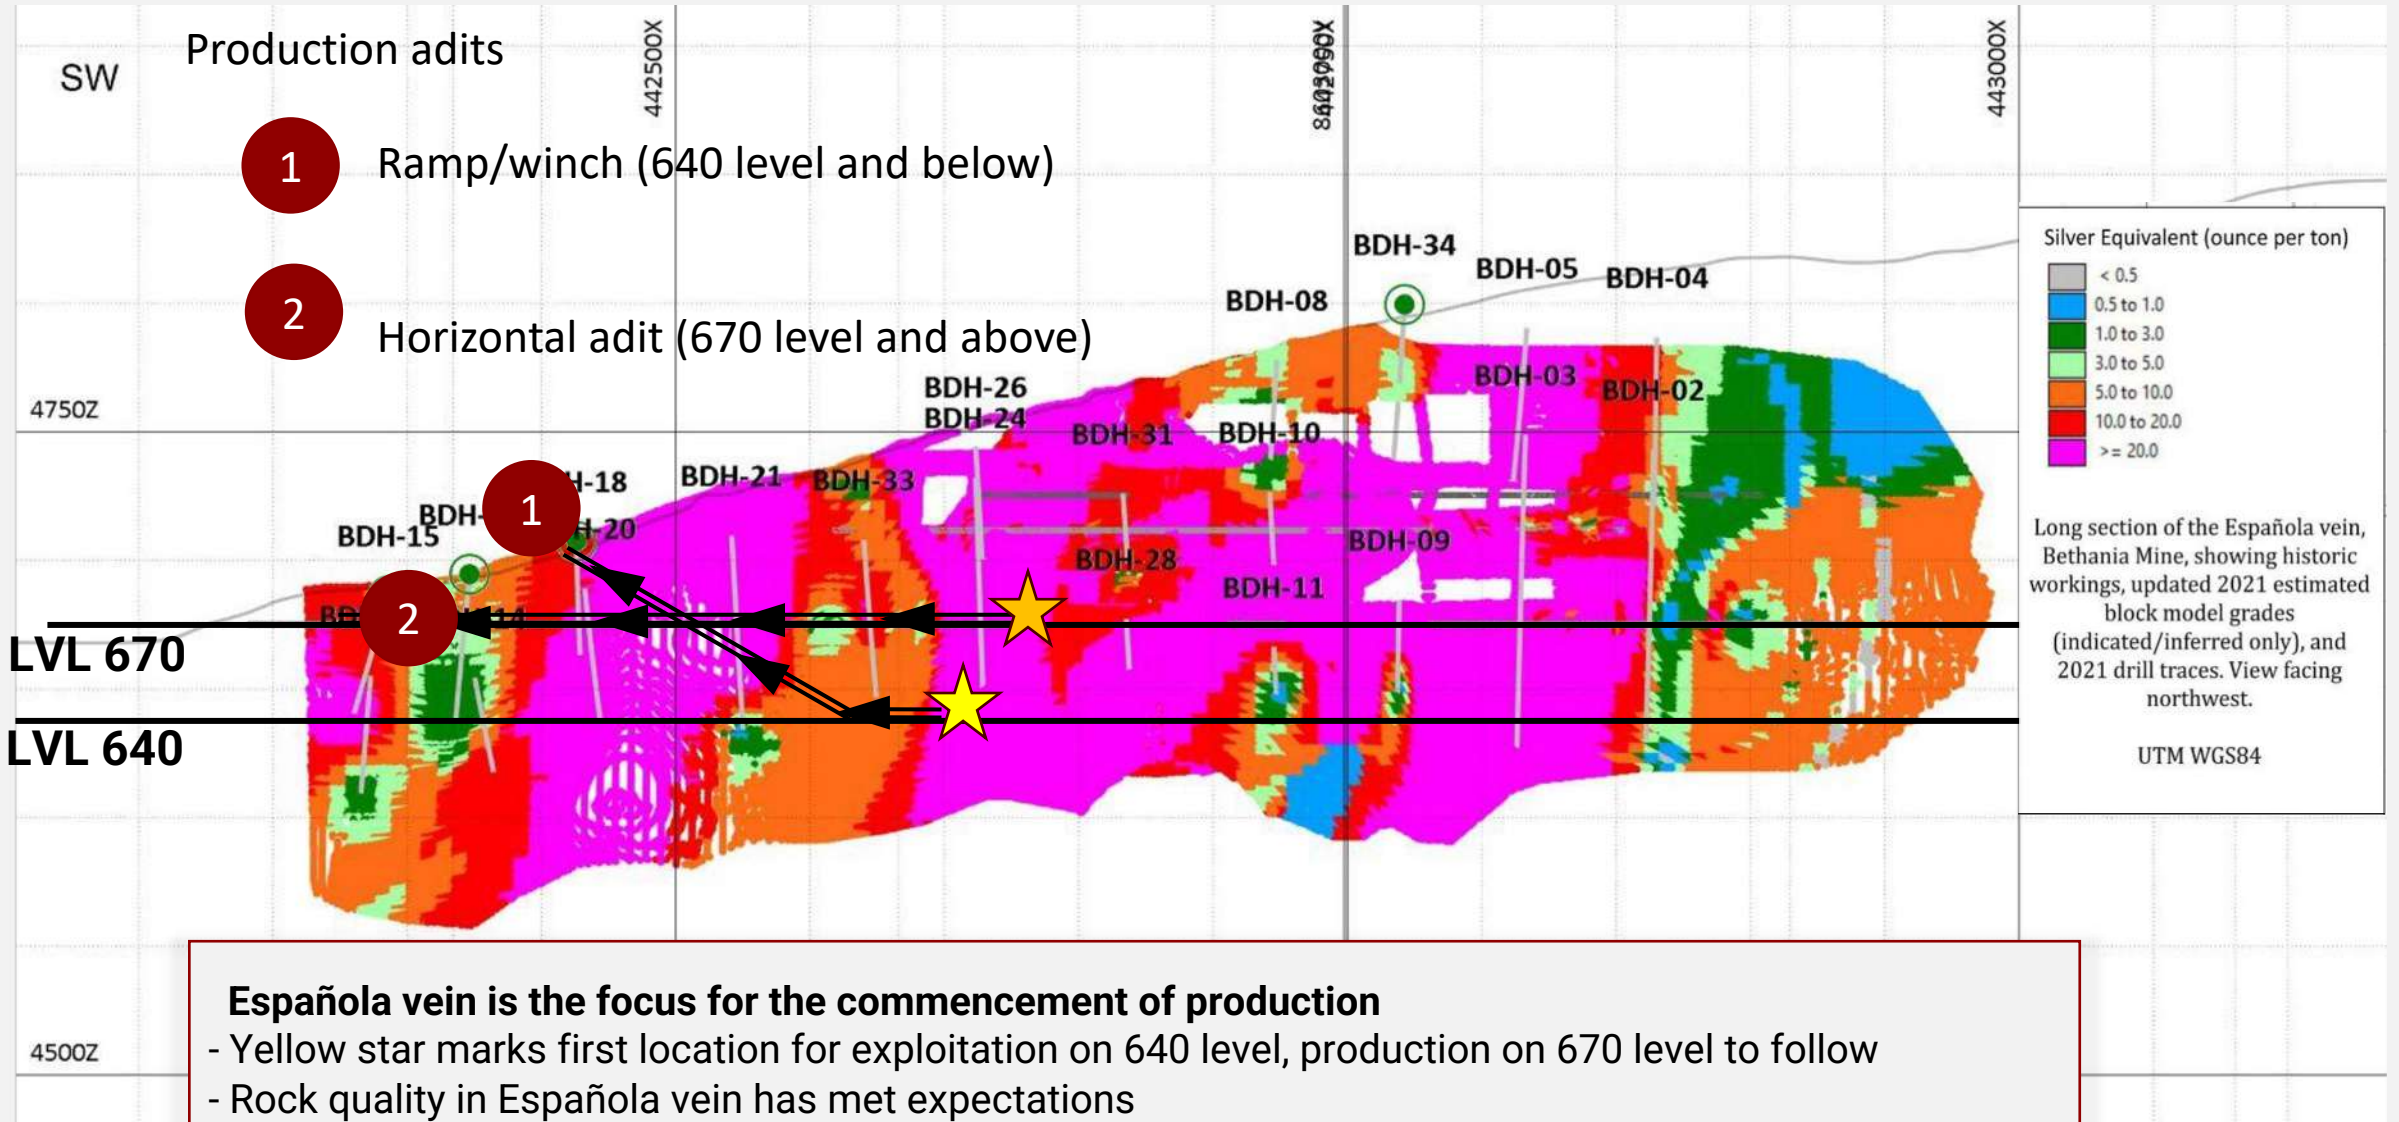 Production adits
SW
442500X
443000X
1
Ramp/winch (640 level and below)
2
Horizontal adit (670 level and above)
BDH-34
BDH-05
BDH-04
BDH-08
BDH-03
BDH-02
BDH-26
BDH-24
BDH-31
BDH-10
4750Z
BDH-21
BDH-33
H-18
1
BDH-
H-20
BDH-15
BDH-09
BDH-28
BDH-11
2
LVL 670
LVL 640
Silver Equivalent (ounce per ton)
< 0.5
0.5 to 1.0
1.0 to 3.0
3.0 to 5.0
5.0 to 10.0
10.0 to 20.0
>= 20.0
Long section of the Española vein,
Bethania Mine, showing historic
workings, updated 2021 estimated
block model grades
(indicated/inferred only), and
2021 drill traces. View facing
northwest.
UTM WGS84
4500Z
Española vein is the focus for the commencement of production
- Yellow star marks first location for exploitation on 640 level, production on 670 level to follow
- Rock quality in Española vein has met expectations